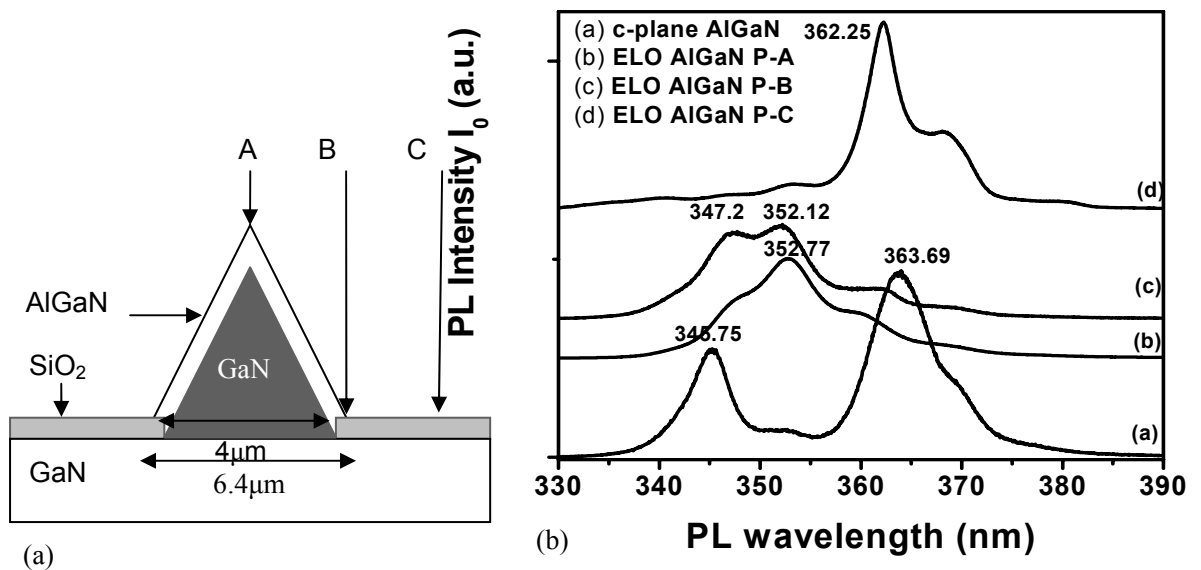 A
B
C
AlGaN
SiO₂
GaN
GaN
4μm
6.4μm
(a)
PL Intensity I₀ (a.u.)
(a) c-plane AlGaN
(b) ELO AlGaN P-A
(c) ELO AlGaN P-B
(d) ELO AlGaN P-C
362.25
(d)
347.2
352.12
352.77
363.69
(c)
345.75
(b)
(a)
330 340 350 360 370 380 390
(b)
PL wavelength (nm)